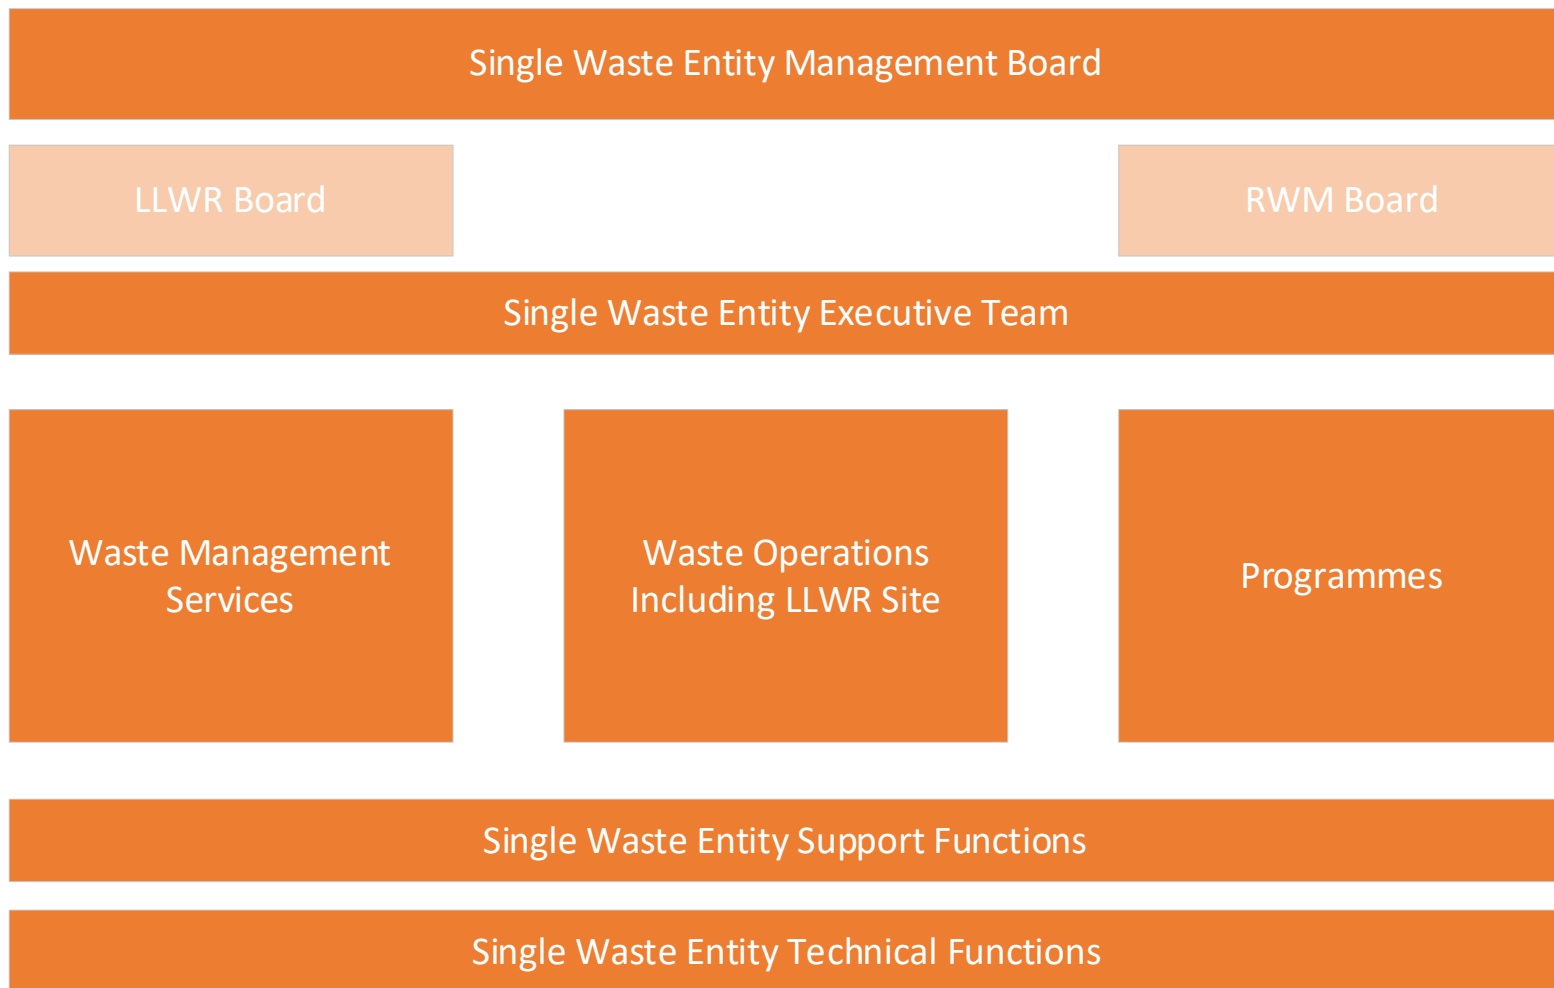 Single Waste Entity Management Board
LLWR Board
RWM Board
Single Waste Entity Executive Team
Waste Management
Services
Waste Operations
Including LLWR Site
Programmes
Single Waste Entity Support Functions
Single Waste Entity Technical Functions